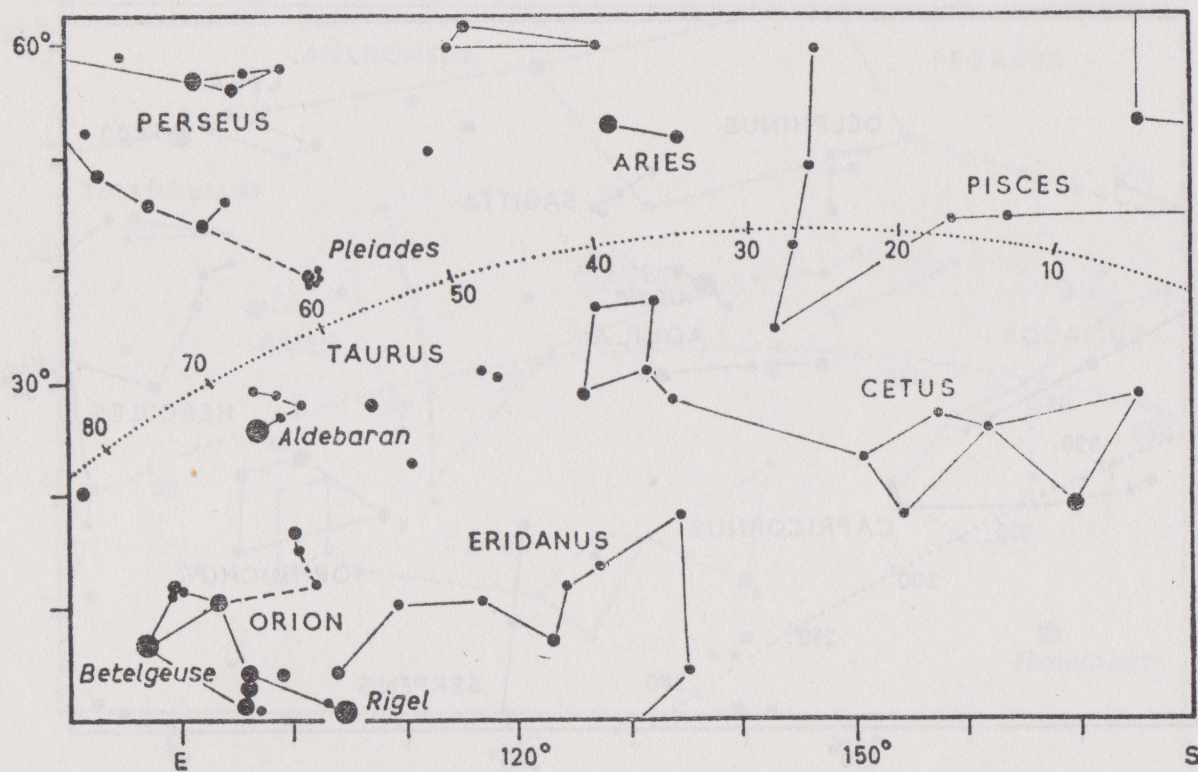 60°
PERSEUS
ARIES
PISCES
Pleiades
30
20
40
10
50
60
TAURUS
70
30°
CETUS
80
Aldebaran
ERIDANUS
ORION
Betelgeuse
Rigel
E
120°
150°
S